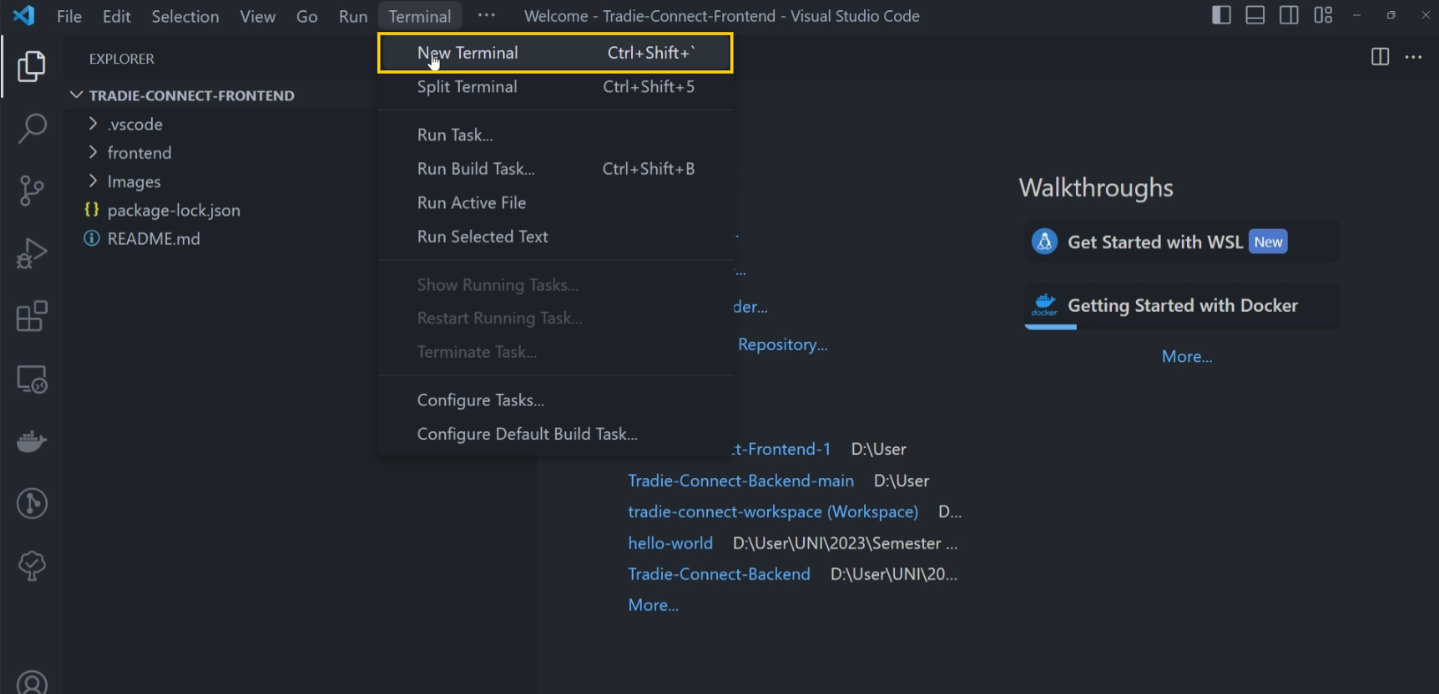 File Edit Selection View Go Run Terminal ··· Welcome - Tradie-Connect-Frontend - Visual Studio Code
EXPLORER
TRADIE-CONNECT-FRONTEND
.vscode
frontend
Images
{} package-lock.json
README.md
New Terminal Ctrl+Shift+`
Split Terminal Ctrl+Shift+5
Run Task...
Run Build Task... Ctrl+Shift+B
Run Active File
Run Selected Text
Show Running Tasks...
Restart Running Task...
Terminate Task...
Configure Tasks...
Configure Default Build Task...
...
der...
Repository...
ct-Frontend-1 D:\User
Tradie-Connect-Backend-main D:\User
tradie-connect-workspace (Workspace) D...
hello-world D:\User\UNI\2023\Semester ...
Tradie-Connect-Backend D:\User\UNI\20...
More...
Walkthroughs
Get Started with WSL New
docker Getting Started with Docker
More...